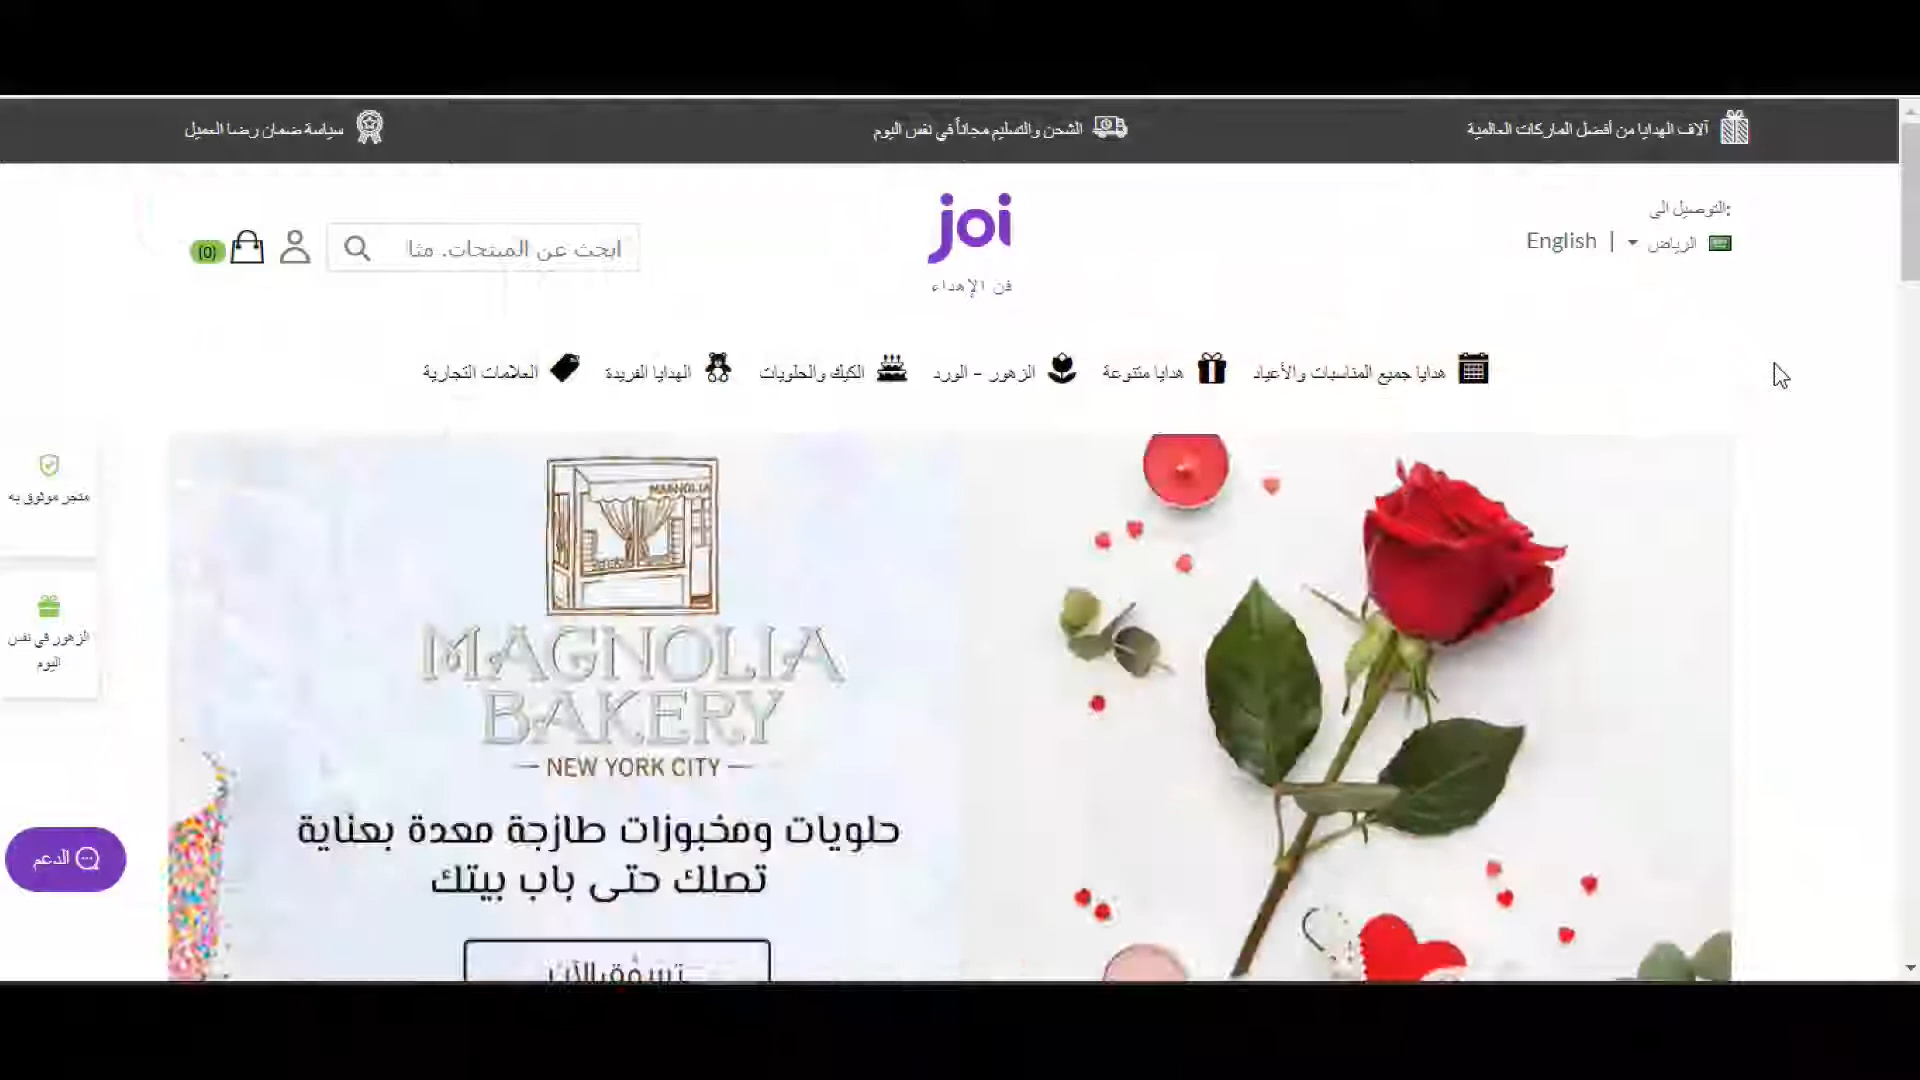 آلاف الهدايا من أفضل الماركات العالمية
الشحن والتسليم مجاناً في نفس اليوم
سياسة ضمان رضا العميل
التوصيل الى:
الرياض | English
joi
فن الإهداء
ابحث عن المنتجات. مثا
(0)
هدايا جميع المناسبات والأعياد
هدايا متنوعة
الزهور - الورد
الكيك والحلويات
الهدايا الفريدة
العلامات التجارية
متجر موثوق به
الزهور في نفس
اليوم
MAGNOLIA
MAGNOLIA
BAKERY
NEW YORK CITY
حلويات ومخبوزات طازجة معدة بعناية
تصلك حتى باب بيتك
تسوق الآن
الدعم